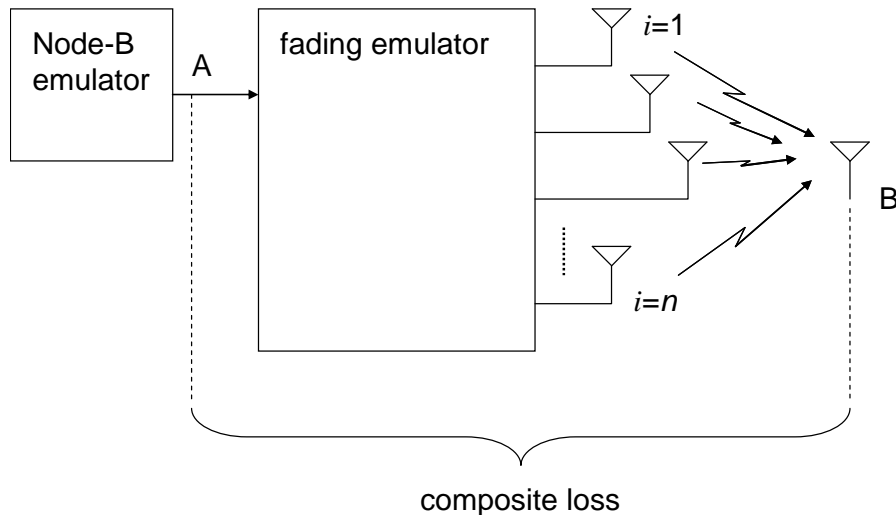 Node-B
emulator
A
fading emulator
i=1
B
i=n
composite loss